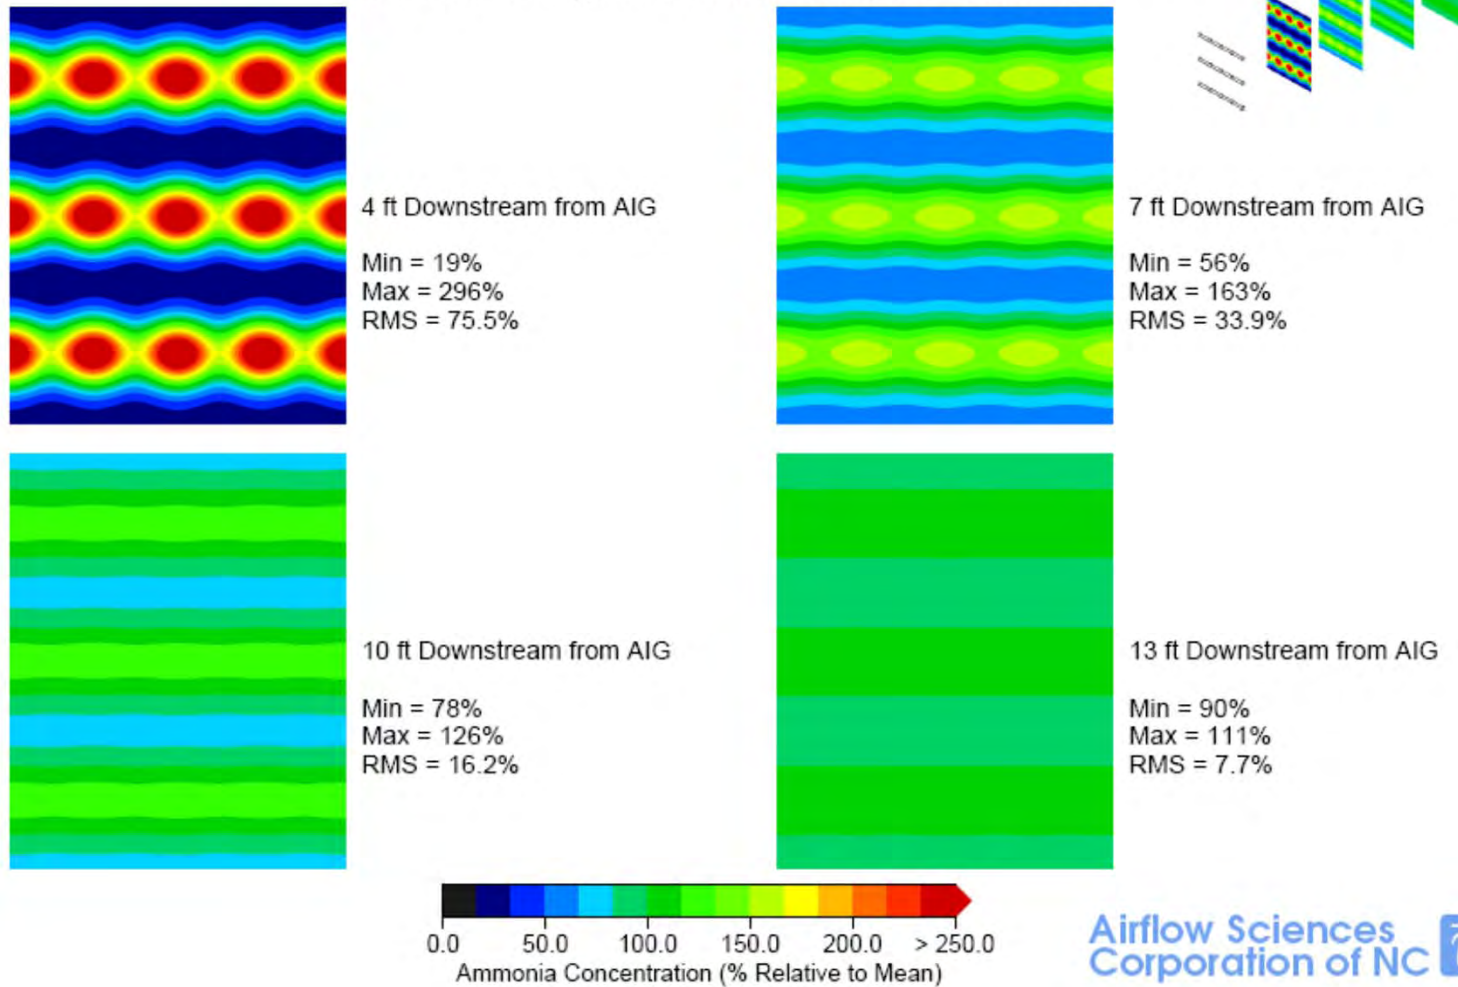 4 ft Downstream from AIG
Min = 19%
Max = 296%
RMS = 75.5%
7 ft Downstream from AIG
Min = 56%
Max = 163%
RMS = 33.9%
10 ft Downstream from AIG
Min = 78%
Max = 126%
RMS = 16.2%
13 ft Downstream from AIG
Min = 90%
Max = 111%
RMS = 7.7%
0.0 50.0 100.0 150.0 200.0 > 250.0
Ammonia Concentration (% Relative to Mean)
Airflow Sciences
Corporation of NC